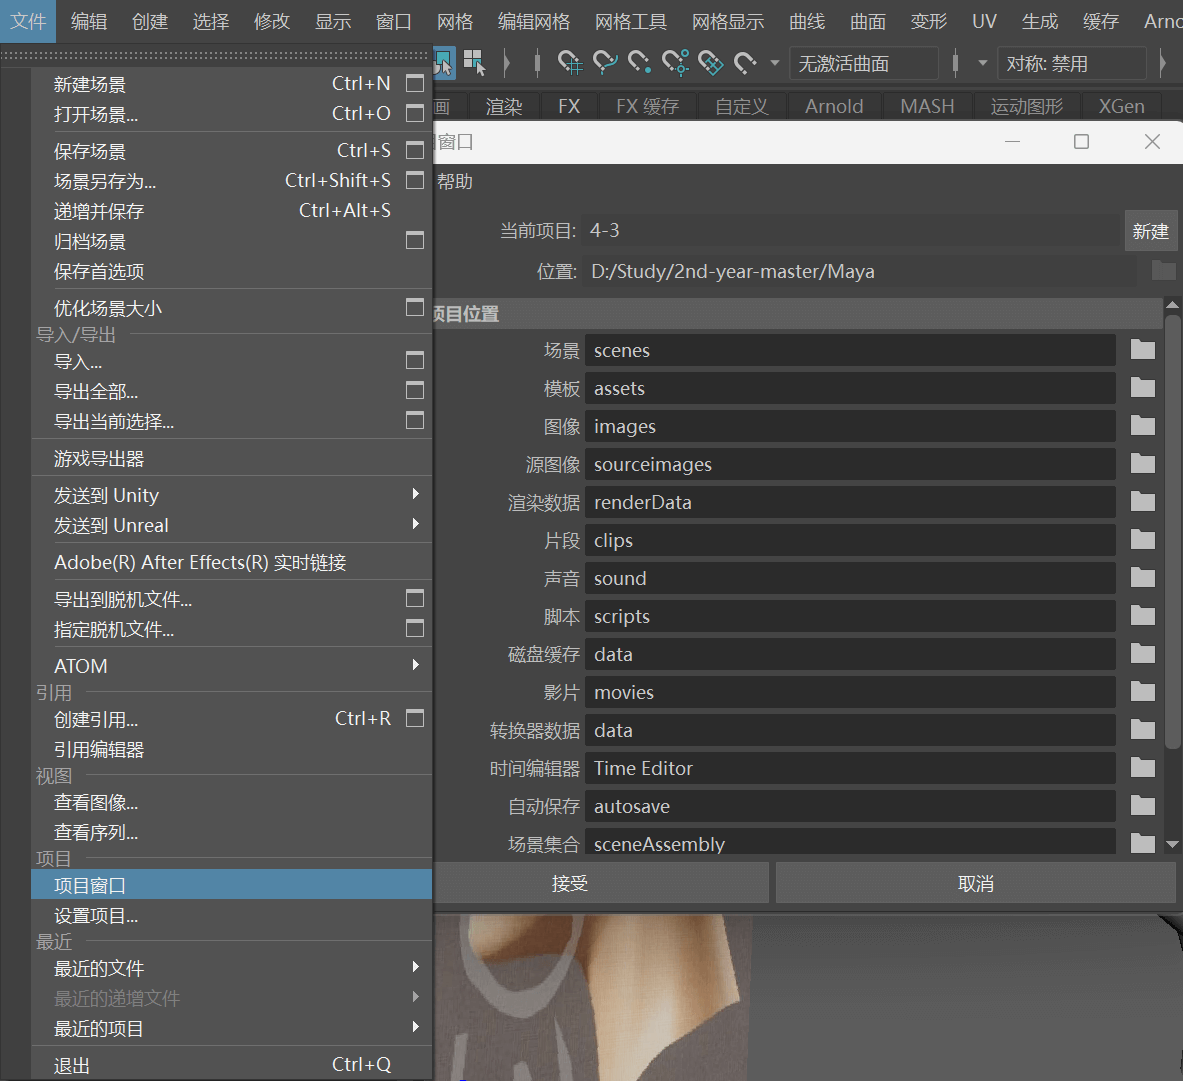 文件 编辑 创建 选择 修改 显示 窗口 网格 编辑网格 网格工具 网格显示 曲线 曲面 变形 UV 生成 缓存
无激活曲面 对称: 禁用
画 渲染 FX FX 缓存 自定义 Arnold MASH 运动图形 XGen
新建场景 Ctrl+N
打开场景... Ctrl+O
保存场景 Ctrl+S
场景另存为... Ctrl+Shift+S
递增并保存 Ctrl+Alt+S
归档场景
保存首选项
优化场景大小
导入/导出
导入...
导出全部...
导出当前选择...
游戏导出器
发送到 Unity
发送到 Unreal
Adobe(R) After Effects(R) 实时链接
导出到脱机文件...
指定脱机文件...
ATOM
引用
创建引用... Ctrl+R
引用编辑器
视图
查看图像...
查看序列...
项目
项目窗口
设置项目...
最近
最近的文件
最近的递增文件
最近的项目
退出 Ctrl+Q
窗口
帮助
当前项目: 4-3 新建
位置: D:/Study/2nd-year-master/Maya
项目位置
场景 scenes
模板 assets
图像 images
源图像 sourceimages
渲染数据 renderData
片段 clips
声音 sound
脚本 scripts
磁盘缓存 data
影片 movies
转换器数据 data
时间编辑器 Time Editor
自动保存 autosave
场景集合 sceneAssembly
接受 取消